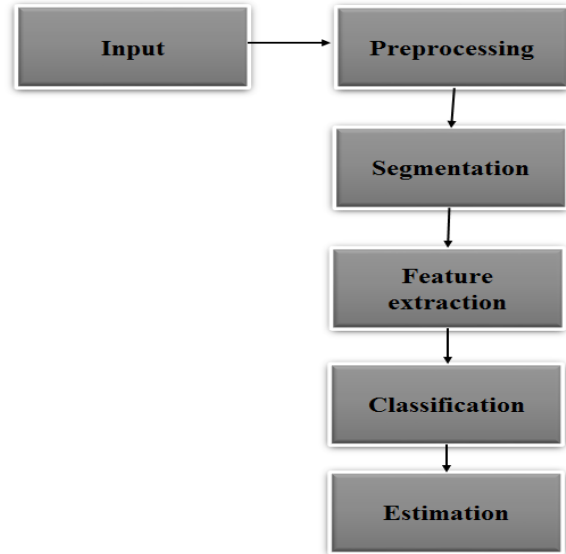 Input
Preprocessing
Segmentation
Feature
extraction
Classification
Estimation